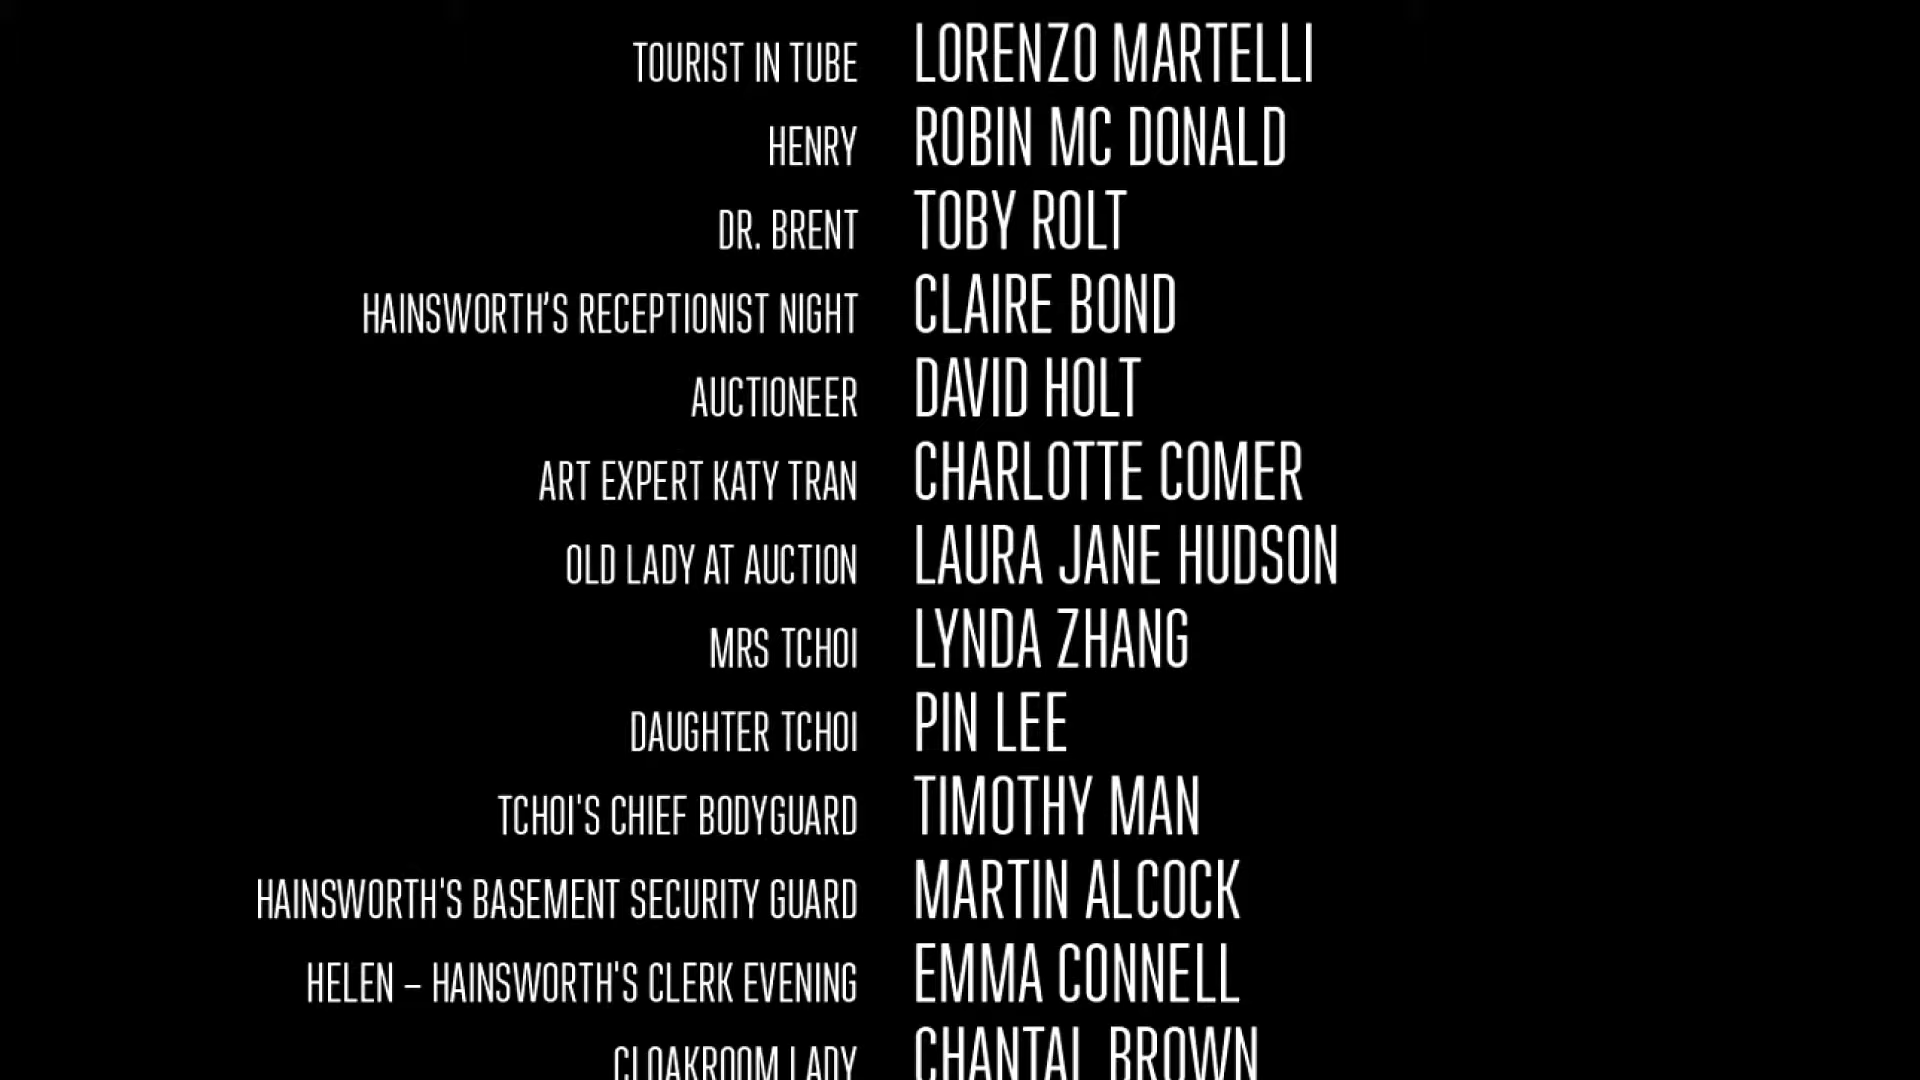 TOURIST IN TUBE LORENZO MARTELLI
HENRY ROBIN MC DONALD
DR. BRENT TOBY ROLT
HAINSWORTH’S RECEPTIONIST NIGHT CLAIRE BOND
AUCTIONEER DAVID HOLT
ART EXPERT KATY TRAN CHARLOTTE COMER
OLD LADY AT AUCTION LAURA JANE HUDSON
MRS TCHOI LYNDA ZHANG
DAUGHTER TCHOI PIN LEE
TCHOI'S CHIEF BODYGUARD TIMOTHY MAN
HAINSWORTH'S BASEMENT SECURITY GUARD MARTIN ALCOCK
HELEN – HAINSWORTH'S CLERK EVENING EMMA CONNELL
CLOAKROOM LADY CHANTAL BROWN